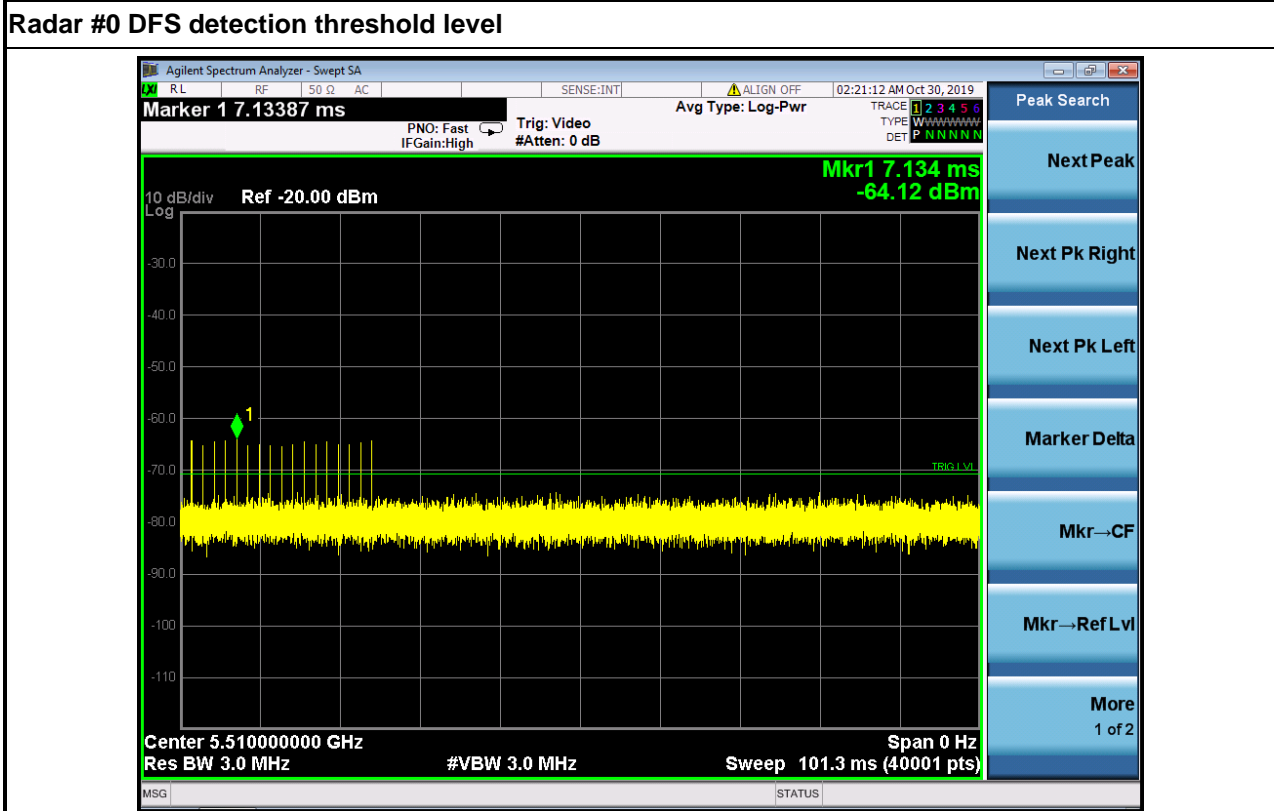 Radar #0 DFS detection threshold level
Agilent Spectrum Analyzer - Swept SA
LXI RL RF 50 Ω AC SENSE:INT ALIGN OFF 02:21:12 AM Oct 30, 2019
Marker 1 7.13387 ms
PNO: Fast
IFGain:High
Trig: Video
#Atten: 0 dB
Avg Type: Log-Pwr
TRACE 1 2 3 4 5 6
TYPE WWWWWW
DET P N N N N N
Peak Search
Mkr1 7.134 ms
-64.12 dBm
10 dB/div Ref -20.00 dBm
Log
-30.0
-40.0
-50.0
-60.0
1
-70.0
TRIG LVL
-80.0
-90.0
-100
-110
Center 5.510000000 GHz
Span 0 Hz
Res BW 3.0 MHz
#VBW 3.0 MHz
Sweep 101.3 ms (40001 pts)
Next Peak
Next Pk Right
Next Pk Left
Marker Delta
Mkr→CF
Mkr→Ref Lvl
More
1 of 2
MSG
STATUS